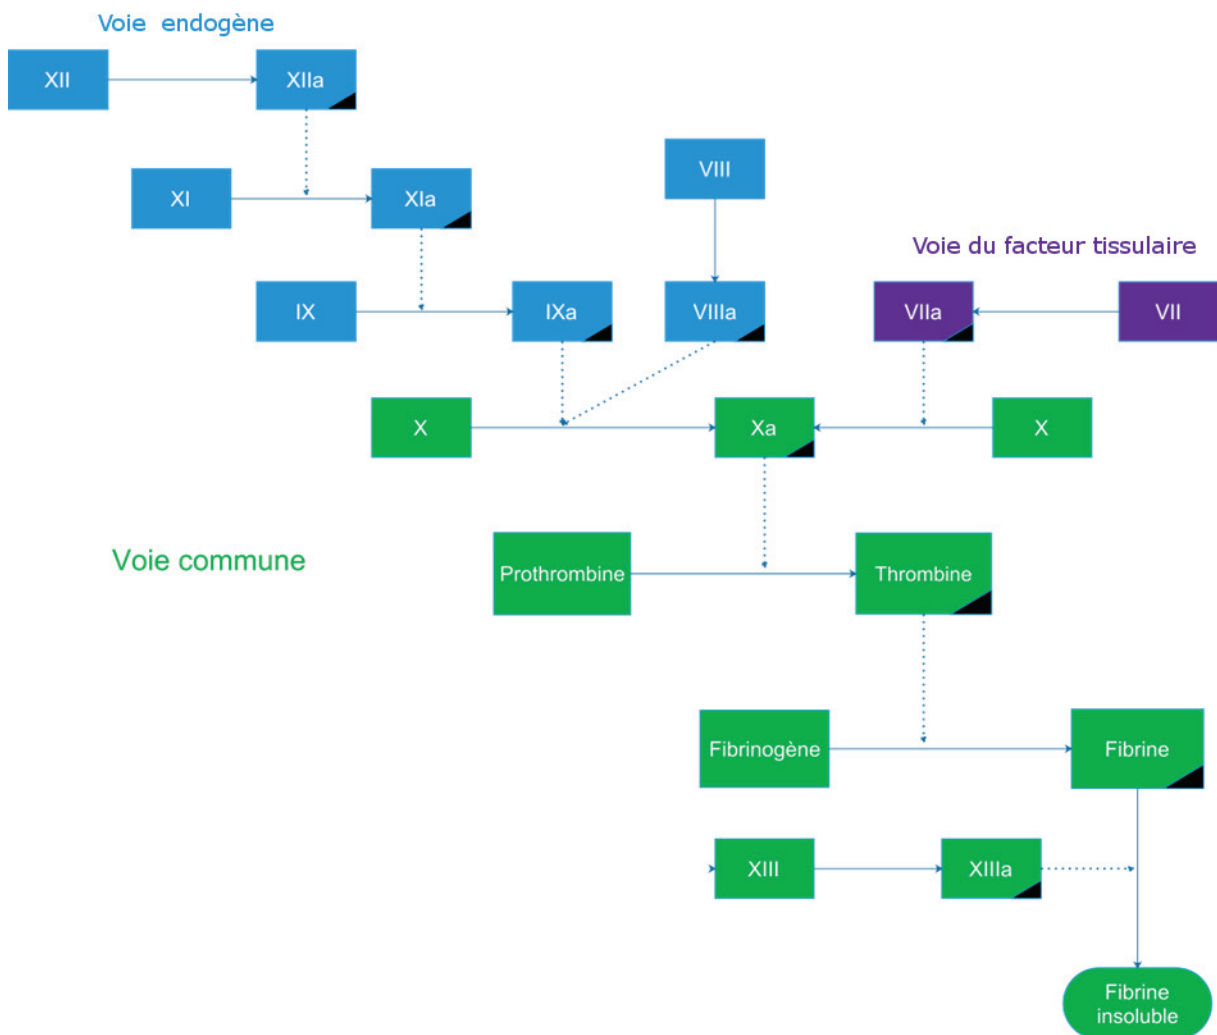 Voie endogène
XII
XIIa
XI
XIa
VIII
Voie du facteur tissulaire
IX
IXa
VIIIa
VIIa
VII
X
Xa
X
Voie commune
Prothrombine
Thrombine
Fibrinogène
Fibrine
XIII
XIIIa
Fibrine
insoluble